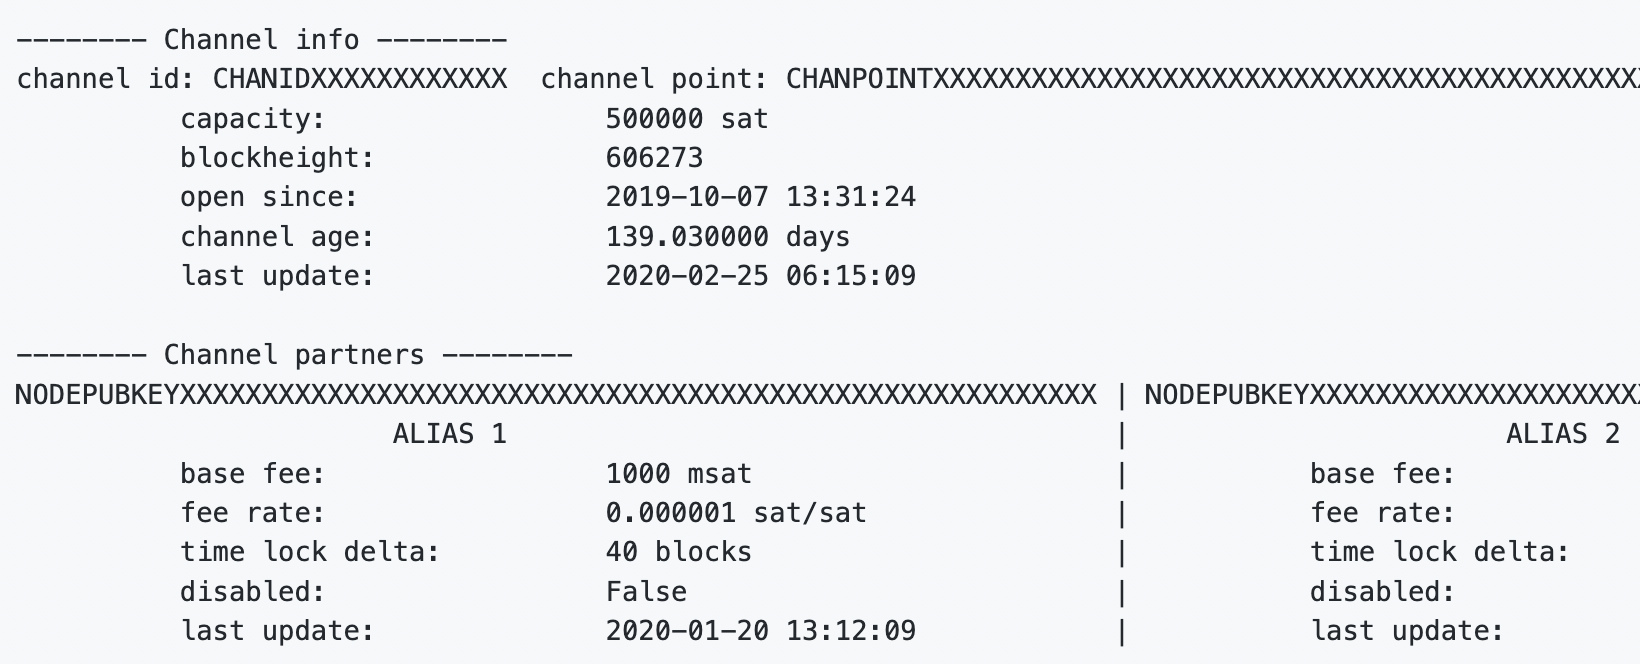 -------- Channel info --------
channel id: CHANIDXXXXXXXXXXXX  channel point: CHANPOINTXXXXXXXXXXXXXXXXXXXXXXXXXXXXXXXXXXXXXXXXXXX
capacity: 500000 sat
blockheight: 606273
open since: 2019-10-07 13:31:24
channel age: 139.030000 days
last update: 2020-02-25 06:15:09
-------- Channel partners --------
NODEPUBKEYXXXXXXXXXXXXXXXXXXXXXXXXXXXXXXXXXXXXXXXXXXXXXXXXXXXXXXXX | NODEPUBKEYXXXXXXXXXXXXXXXXXXXX
ALIAS 1 | ALIAS 2
base fee: 1000 msat | base fee:
fee rate: 0.000001 sat/sat | fee rate:
time lock delta: 40 blocks | time lock delta:
disabled: False | disabled:
last update: 2020-01-20 13:12:09 | last update: